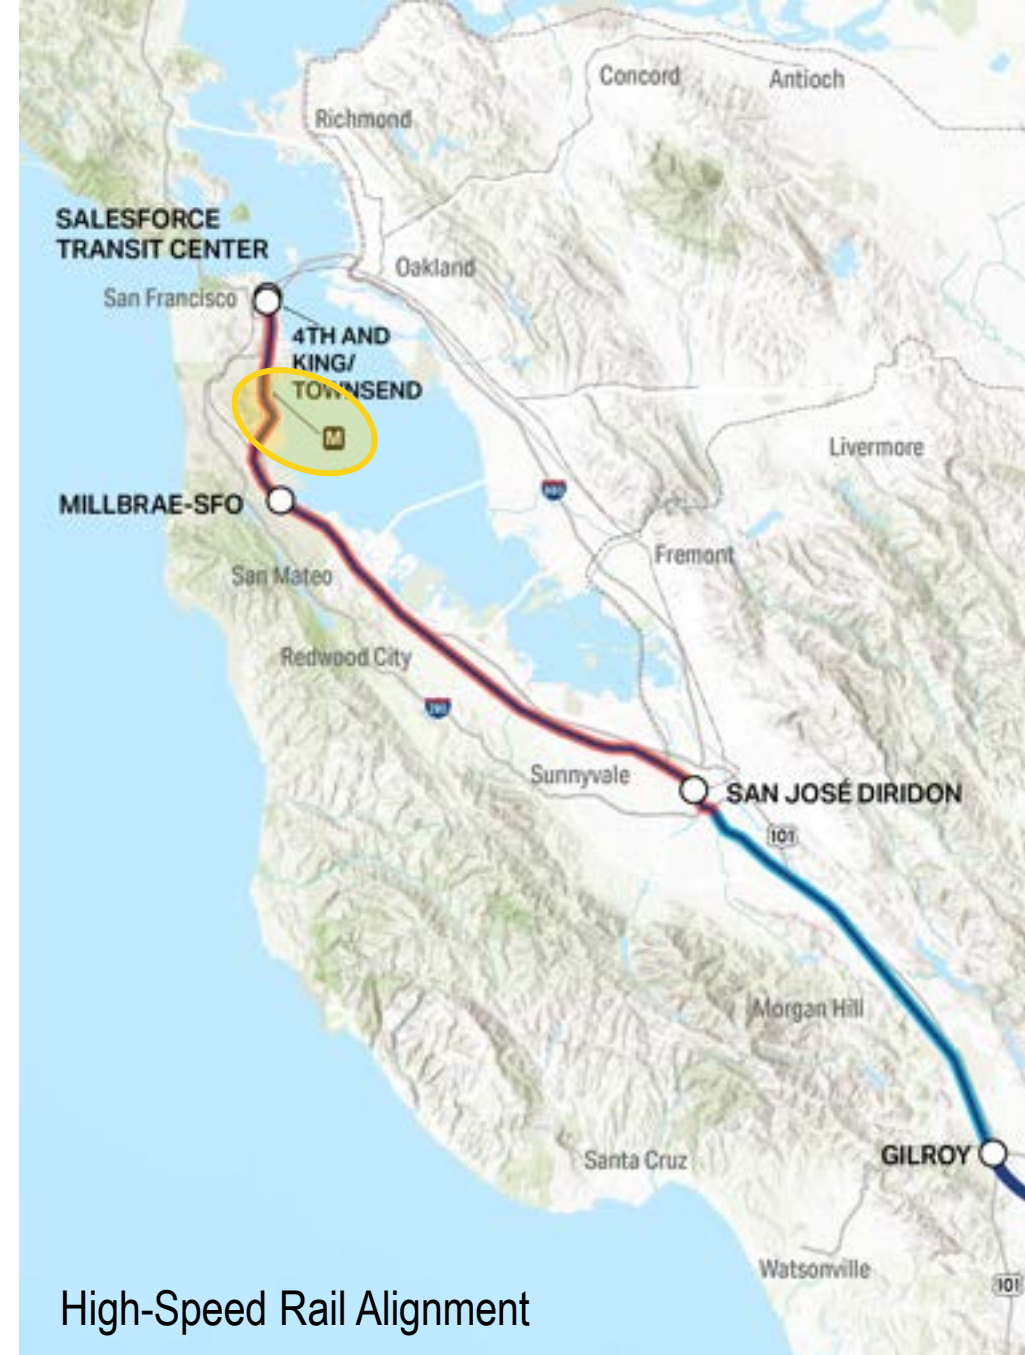 Concord
Antioch
Richmond
SALESFORCE
TRANSIT CENTER
Oakland
San Francisco
4TH AND
KING/
TOWNSEND
M
Livermore
MILLBRAE-SFO
Fremont
San Mateo
Redwood City
Sunnyvale
SAN JOSÉ DIRIDON
101
Morgan Hill
GILROY
Santa Cruz
Watsonville
101
High-Speed Rail Alignment